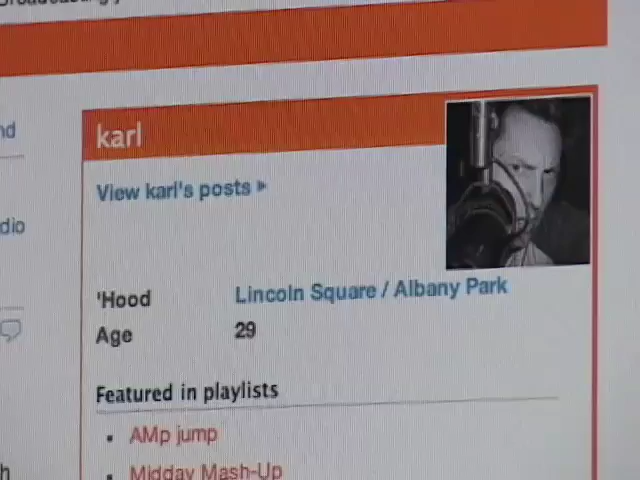 karl
View karl's posts
'Hood Lincoln Square / Albany Park
Age 29
Featured in playlists
AMp jump
Midday Mash-Up